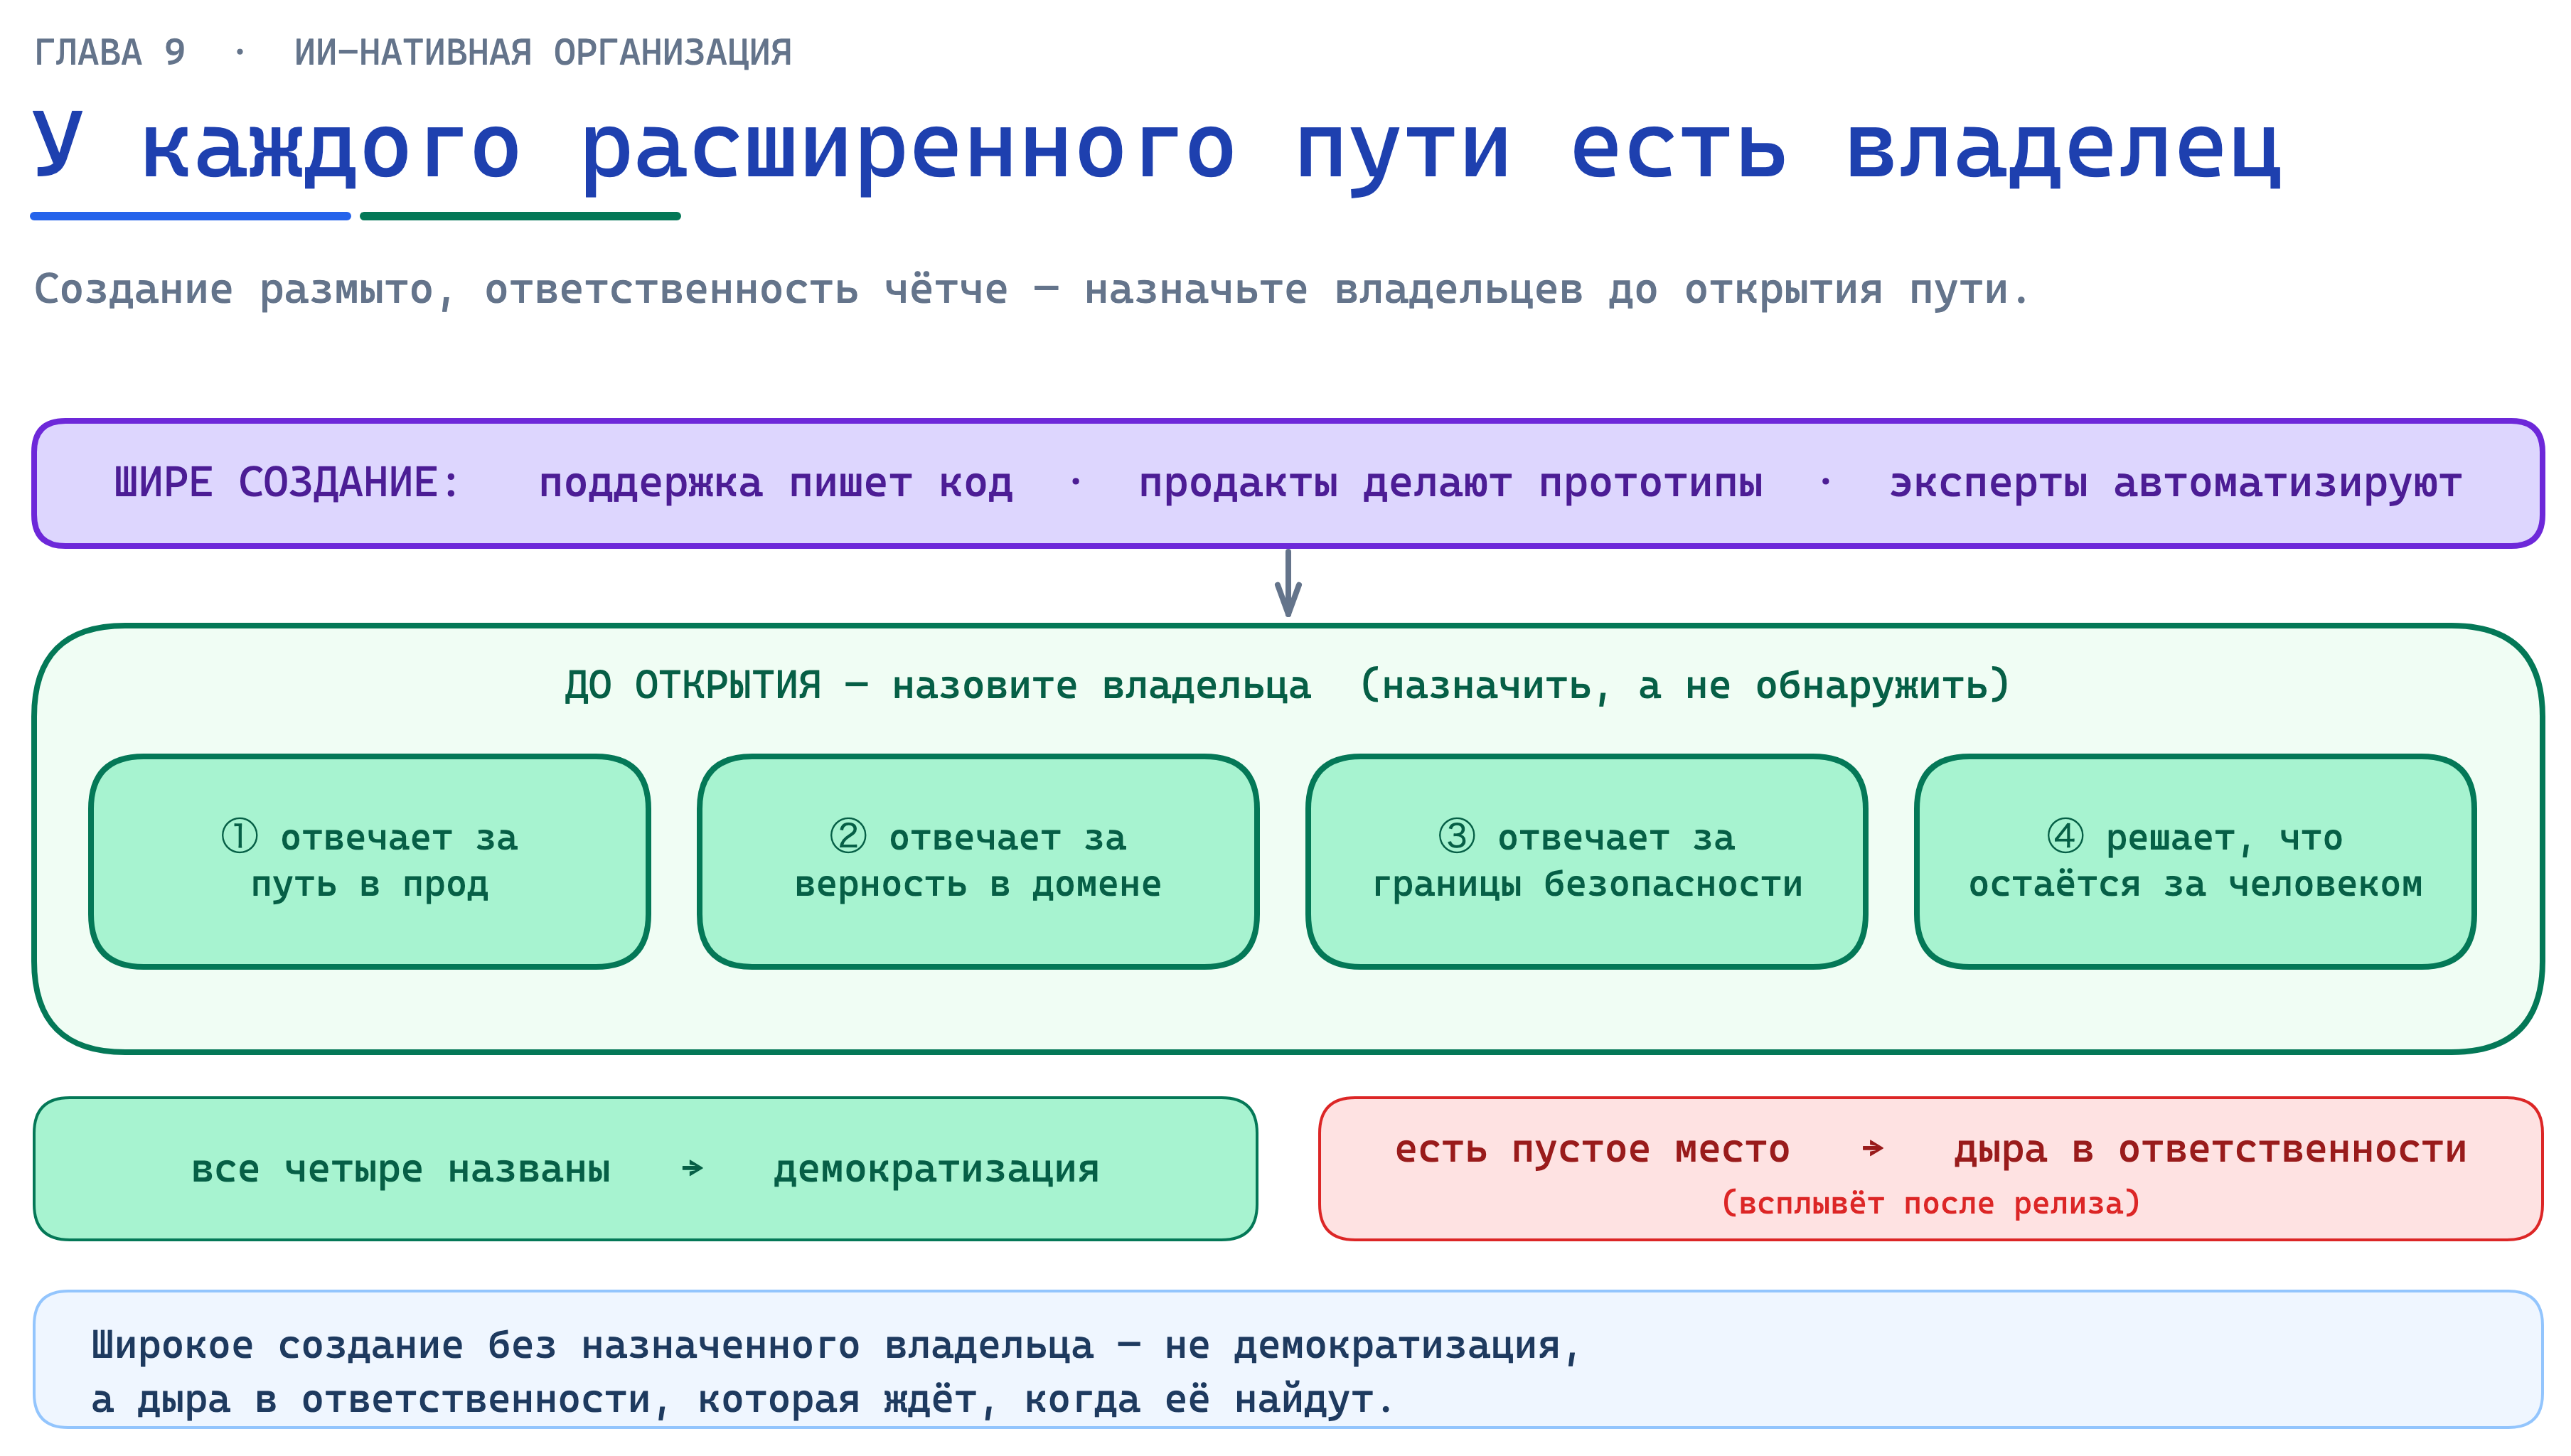 ГЛАВА 9 · ИИ–НАТИВНАЯ ОРГАНИЗАЦИЯ
У каждого расширенного пути есть владелец
Создание размыто, ответственность чётче — назначьте владельцев до открытия пути.
ШИРЕ СОЗДАНИЕ: поддержка пишет код · продакты делают прототипы · эксперты автоматизируют
ДО ОТКРЫТИЯ — назовите владельца (назначить, а не обнаружить)
① отвечает за
путь в прод
② отвечает за
верность в домене
③ отвечает за
границы безопасности
④ решает, что
остаётся за человеком
все четыре названы → демократизация
есть пустое место → дыра в ответственности
(всплывёт после релиза)
Широкое создание без назначенного владельца — не демократизация,
а дыра в ответственности, которая ждёт, когда её найдут.